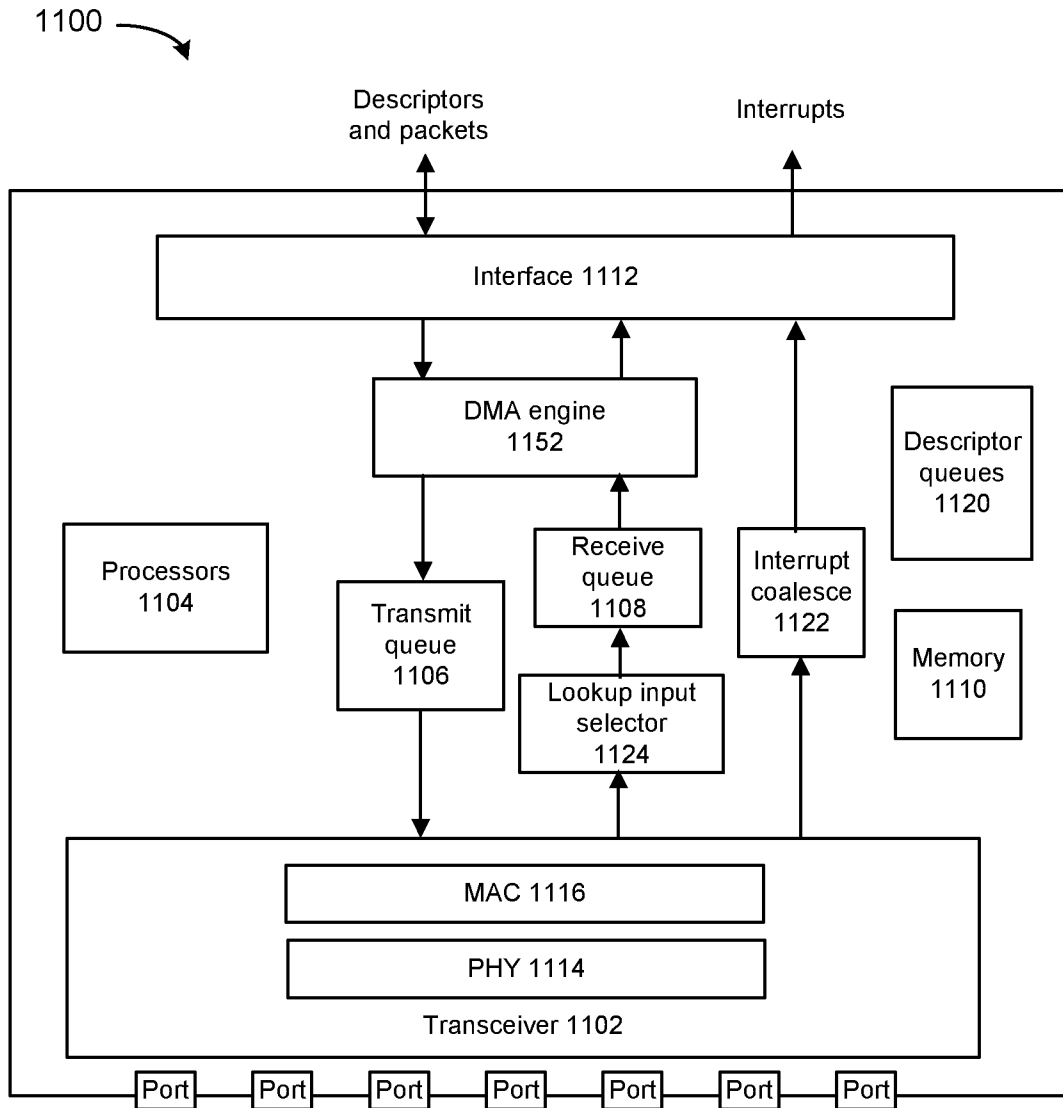 1100
Descriptors
and packets
Interrupts
Interface 1112
DMA engine
1152
Descriptor
queues
1120
Processors
1104
Transmit
queue
1106
Receive
queue
1108
Interrupt
coalesce
1122
Memory
1110
Lookup input
selector
1124
MAC 1116
PHY 1114
Transceiver 1102
Port Port Port Port Port Port Port